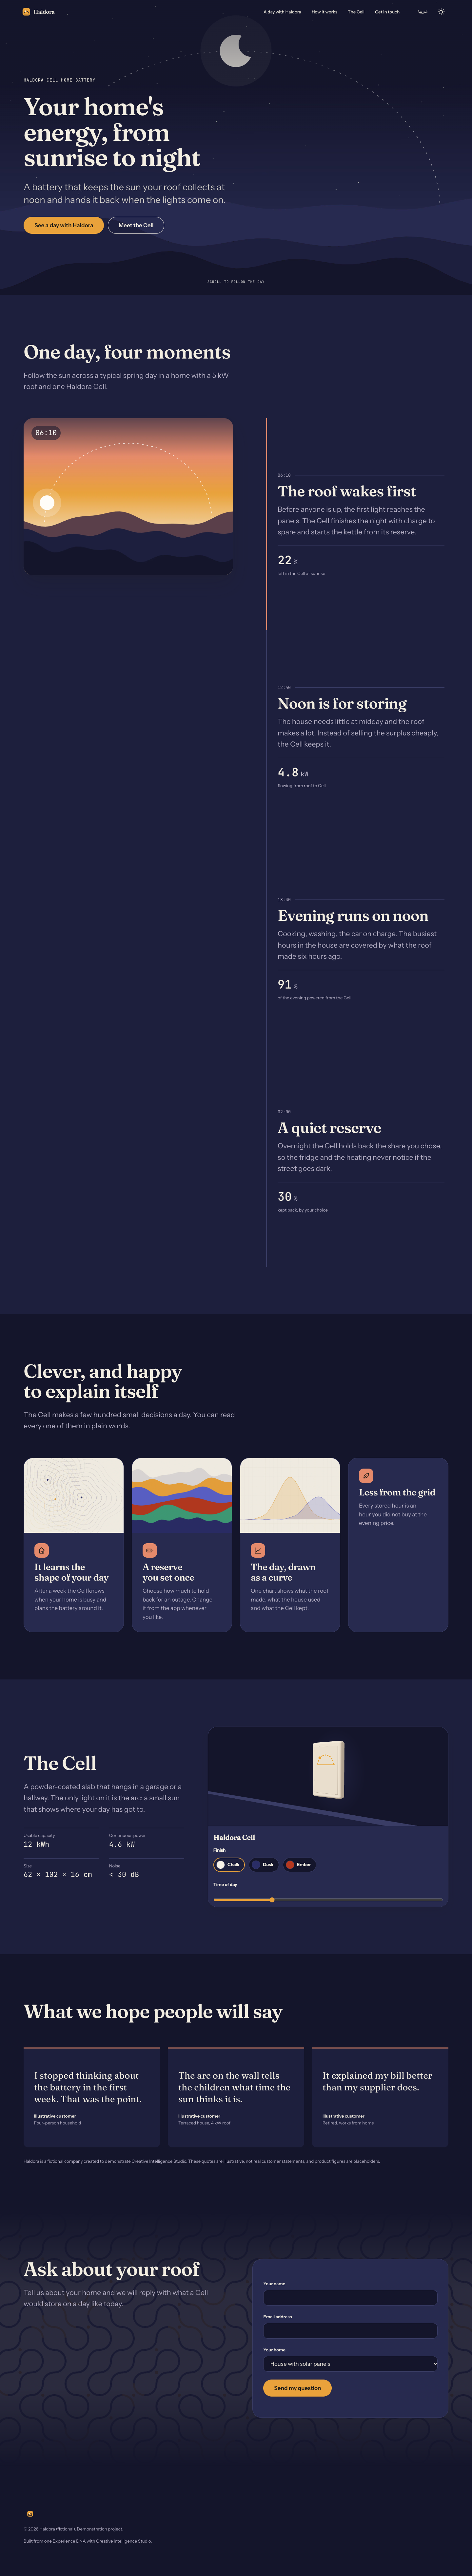 Haldora
A day with Haldora
How it works
The Cell
Get in touch
العربية
HALDORA CELL HOME BATTERY
Your home's
energy, from
sunrise to night
A battery that keeps the sun your roof collects at
noon and hands it back when the lights come on.
See a day with Haldora
Meet the Cell
SCROLL TO FOLLOW THE DAY
One day, four moments
Follow the sun across a typical spring day in a home with a 5 kW
roof and one Haldora Cell.
06:10
06:10
The roof wakes first
Before anyone is up, the first light reaches the
panels. The Cell finishes the night with charge to
spare and starts the kettle from its reserve.
22 %
left in the Cell at sunrise
12:40
Noon is for storing
The house needs little at midday and the roof
makes a lot. Instead of selling the surplus cheaply,
the Cell keeps it.
4.8 kW
flowing from roof to Cell
Evening runs on noon
Cooking, washing, the car on charge. The busiest
hours in the house are covered by what the roof
made six hours ago.
91 %
of the evening powered from the Cell
02:00
A quiet reserve
Overnight the Cell holds back the share you chose,
so the fridge and the heating never notice if the
street goes dark.
30 %
kept back, by your choice
Clever, and happy
to explain itself
The Cell makes a few hundred small decisions a day. You can read
every one of them in plain words.
It learns the
shape of your day
After a week the Cell knows
when your home is busy and
plans the battery around it.
A reserve
you set once
Choose how much to hold
back for an outage. Change
it from the app whenever
you like.
The day, drawn
as a curve
One chart shows what the roof
made, what the house used
and what the Cell kept.
Less from the grid
Every stored hour is an
hour you did not buy at the
evening price.
The Cell
A powder-coated slab that hangs in a garage or a
hallway. The only light on it is the arc: a small sun
that shows where your day has got to.
Usable capacity
12 kWh
Continuous power
4.6 kW
Size
62 × 102 × 16 cm
Noise
< 30 dB
Haldora Cell
Finish
Chalk
Dusk
Ember
Time of day
What we hope people will say
I stopped thinking about
the battery in the first
week. That was the point.
Illustrative customer
Four-person household
The arc on the wall tells
the children what time the
sun thinks it is.
Illustrative customer
Terraced house, 4 kW roof
It explained my bill better
than my supplier does.
Illustrative customer
Retired, works from home
Haldora is a fictional company created to demonstrate Creative Intelligence Studio. These quotes are illustrative, not real customer statements, and product figures are placeholders.
Ask about your roof
Tell us about your home and we will reply with what a Cell
would store on a day like today.
Your name
Email address
Your home
House with solar panels
Send my question
© 2026 Haldora (fictional). Demonstration project.
Built from one Experience DNA with Creative Intelligence Studio.